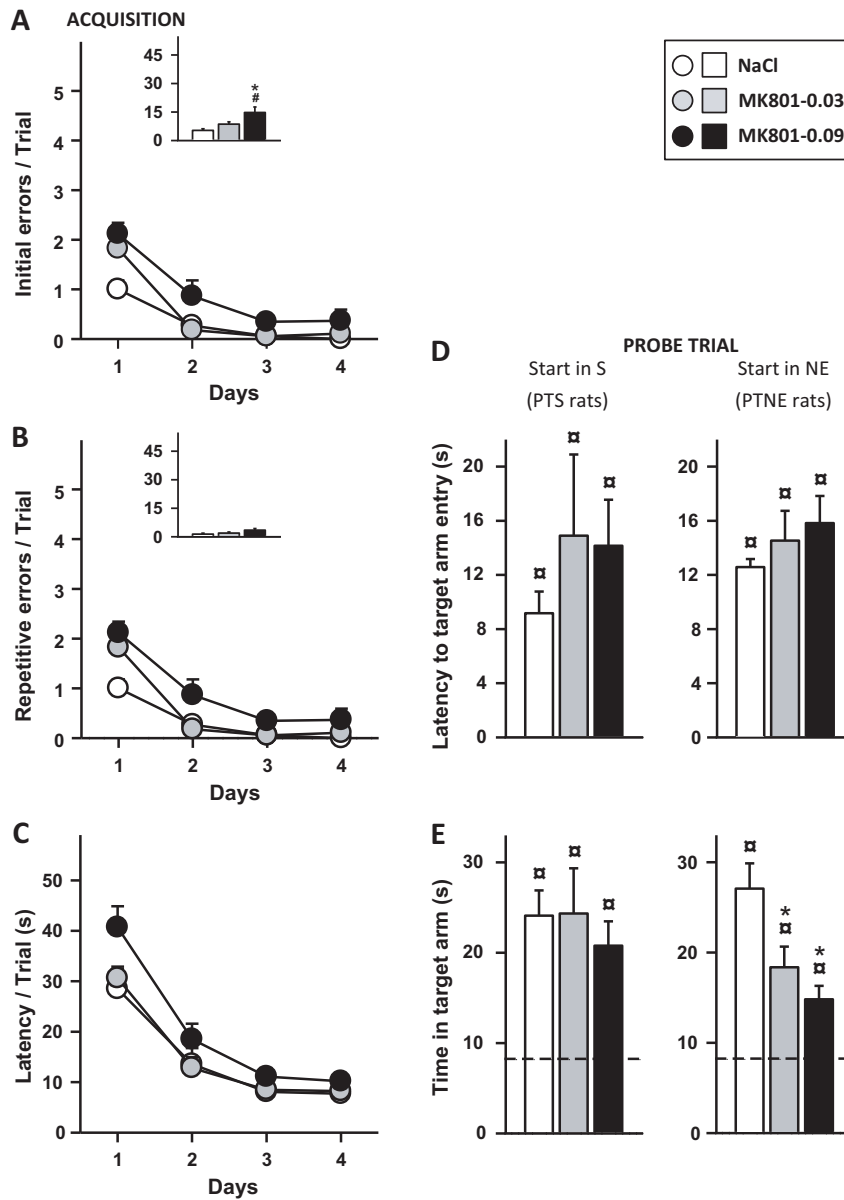 A ACQUISITION
45
30
15
0
*
#
5
4
3
2
1
0
Initial errors / Trial
1 2 3 4
Days
NaCl
MK801-0.03
MK801-0.09
B
45
30
15
0
5
4
3
2
1
0
Repetitive errors / Trial
1 2 3 4
Days
C
50
40
30
20
10
0
Latency / Trial (s)
1 2 3 4
Days
D PROBE TRIAL
Start in S
(PTS rats)
Start in NE
(PTNE rats)
Latency to target arm entry (s)
20
16
12
8
4
0
¤ ¤ ¤
20
16
12
8
4
0
¤ ¤ ¤
E
Time in target arm (s)
30
20
10
0
¤ ¤ ¤
30
20
10
0
¤
* *
¤ ¤